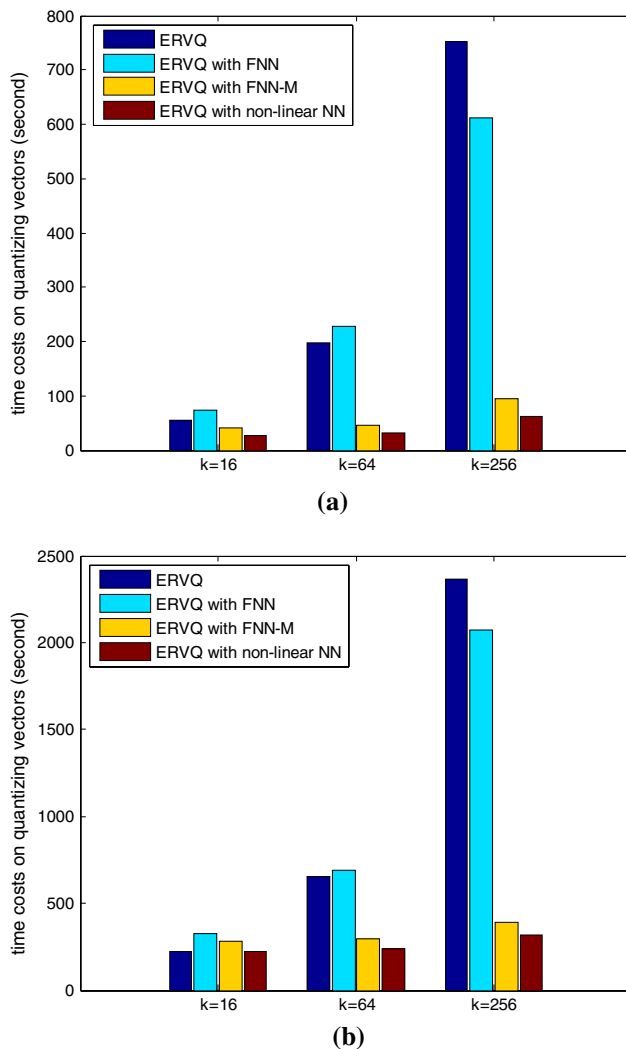 800
700
600
500
400
300
200
100
0
time costs on quantizing vectors (second)
ERVQ
ERVQ with FNN
ERVQ with FNN-M
ERVQ with non-linear NN
k=16 k=64 k=256
(a)
2500
2000
1500
1000
500
0
time costs on quantizing vectors (second)
ERVQ
ERVQ with FNN
ERVQ with FNN-M
ERVQ with non-linear NN
k=16 k=64 k=256
(b)